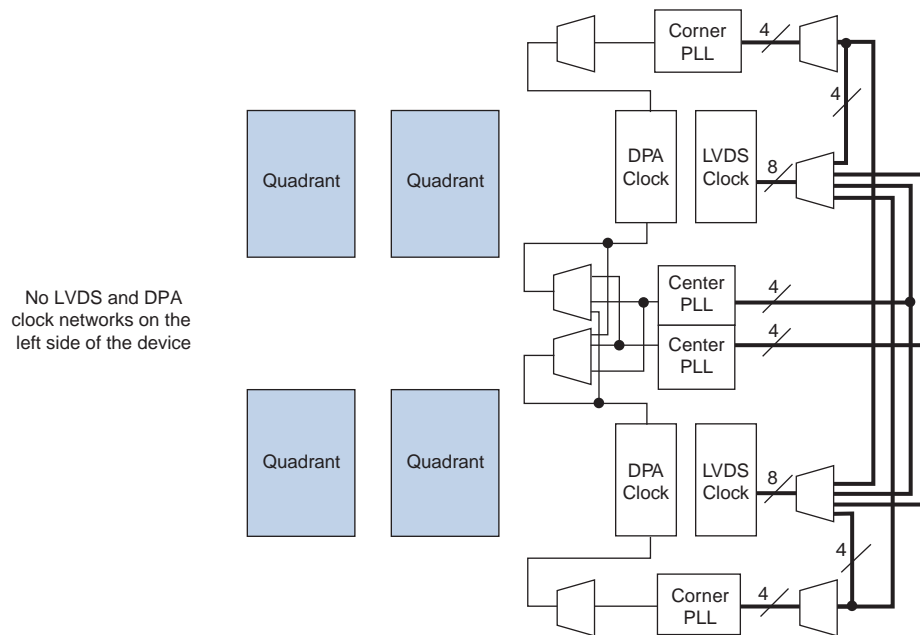 Corner
PLL
4
4
Quadrant
Quadrant
DPA
Clock
LVDS
Clock
8
No LVDS and DPA
clock networks on the
left side of the device
Center
PLL
4
Center
PLL
4
Quadrant
Quadrant
DPA
Clock
LVDS
Clock
8
4
Corner
PLL
4